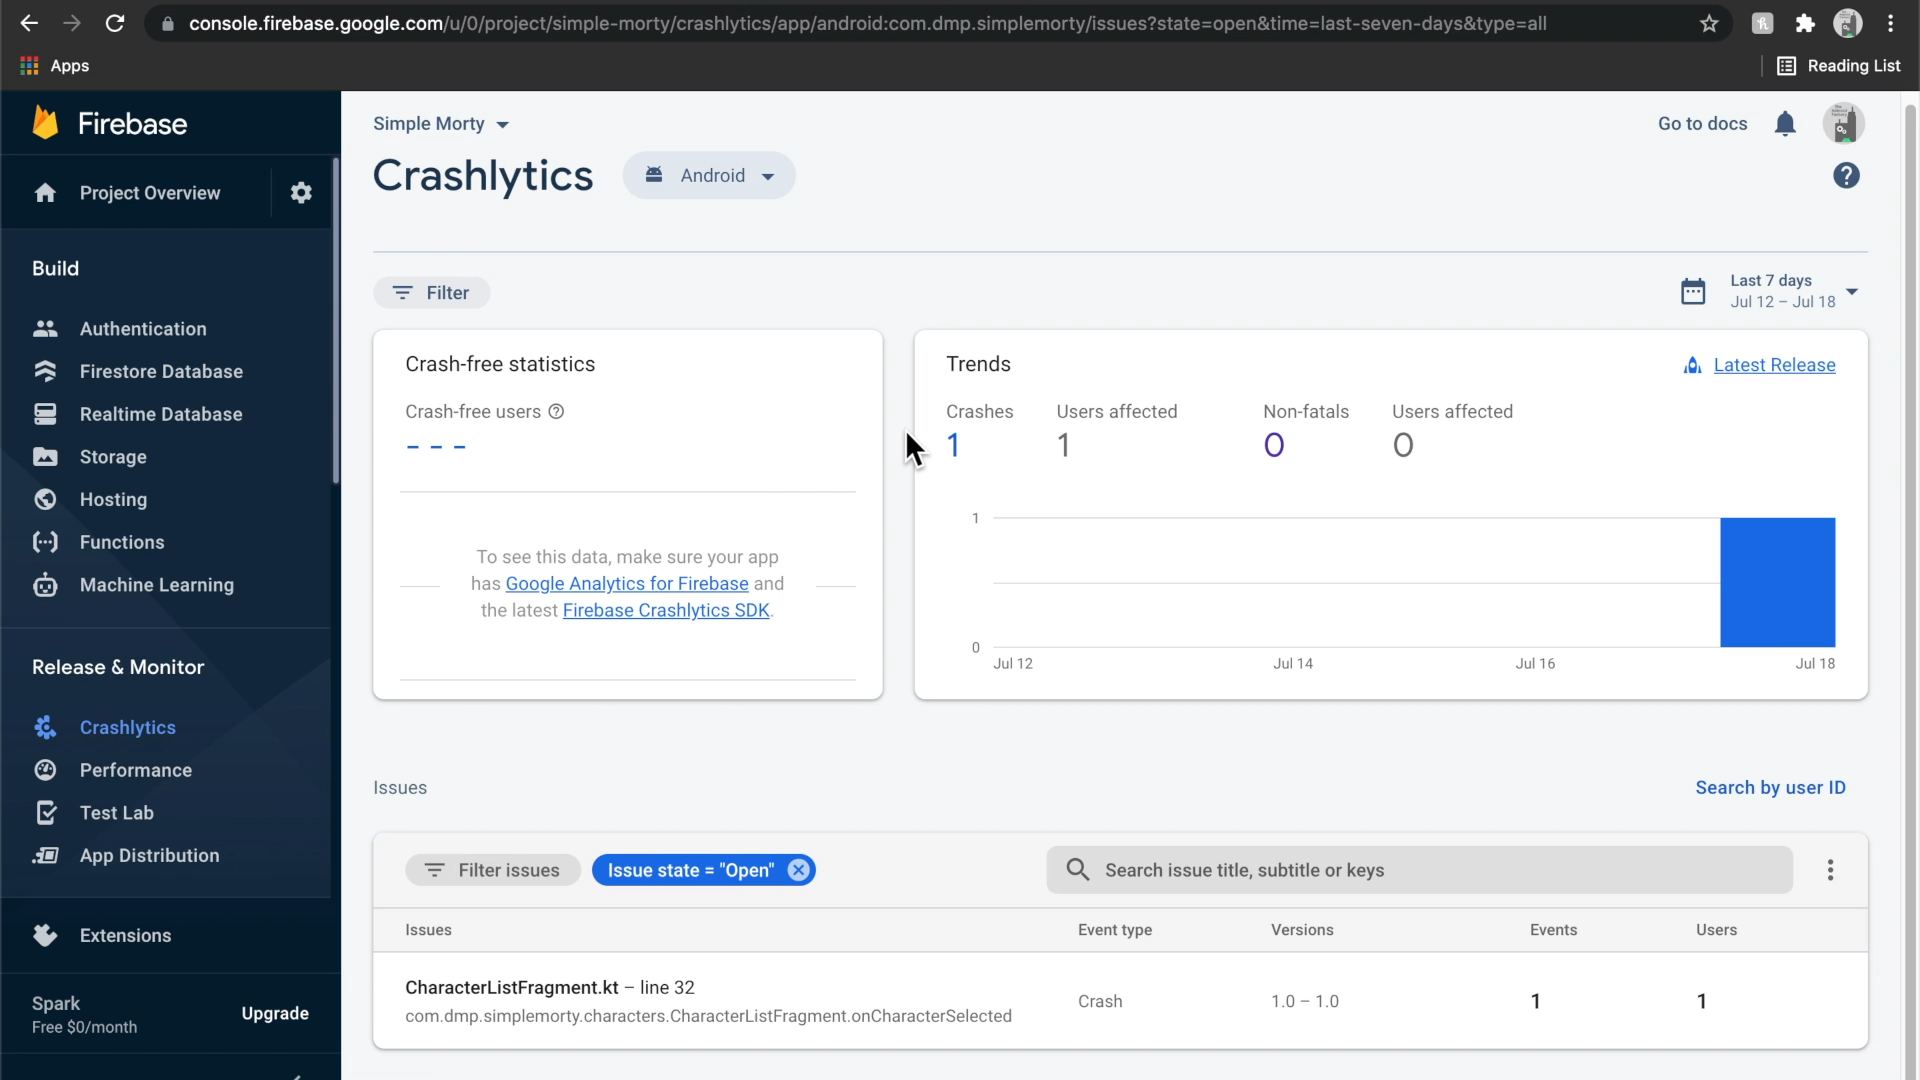 console.firebase.google.com/u/0/project/simple-morty/crashlytics/app/android:com.dmp.simplemorty/issues?state=open&time=last-seven-days&type=all
Apps
Reading List
Firebase
Project Overview
Build
Authentication
Firestore Database
Realtime Database
Storage
Hosting
Functions
Machine Learning
Release & Monitor
Crashlytics
Performance
Test Lab
App Distribution
Extensions
Spark
Free $0/month
Upgrade
Simple Morty
Go to docs
Crashlytics
Android
Filter
Last 7 days
Jul 12 – Jul 18
Crash-free statistics
Crash-free users
---
To see this data, make sure your app
has Google Analytics for Firebase and
the latest Firebase Crashlytics SDK.
Trends
Latest Release
Crashes Users affected Non-fatals Users affected
1 1 0 0
1
0
Jul 12 Jul 14 Jul 16 Jul 18
Issues
Search by user ID
Filter issues
Issue state = "Open"
Search issue title, subtitle or keys
Issues Event type Versions Events Users
CharacterListFragment.kt – line 32
com.dmp.simplemorty.characters.CharacterListFragment.onCharacterSelected
Crash 1.0 – 1.0 1 1